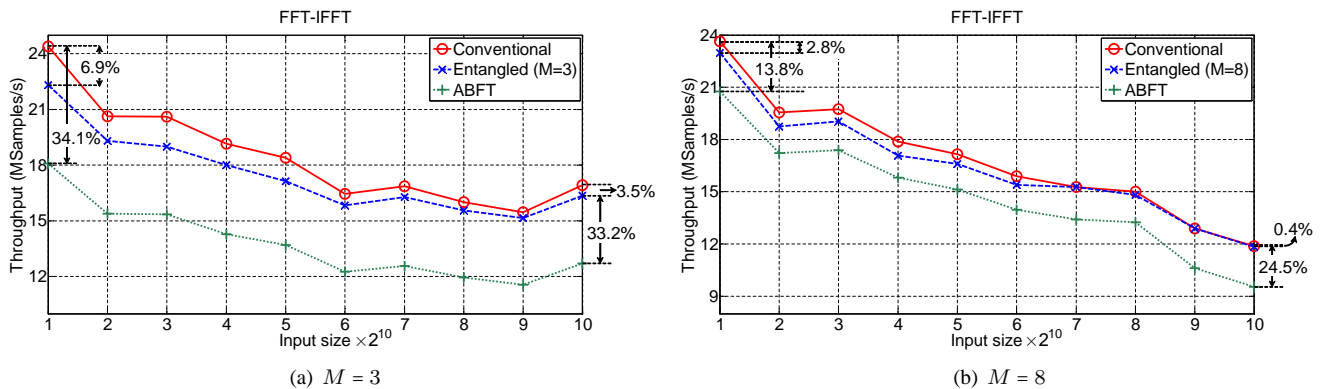 FFT-IFFT
Throughput (MSamples/s)
24
21
18
15
12
6.9%
34.1%
Conventional
Entangled (M=3)
ABFT
3.5%
33.2%
1 2 3 4 5 6 7 8 9 10
Input size ×2^10
(a) M = 3
FFT-IFFT
Throughput (MSamples/s)
24
21
18
15
12
9
2.8%
13.8%
Conventional
Entangled (M=8)
ABFT
0.4%
24.5%
1 2 3 4 5 6 7 8 9 10
Input size ×2^10
(b) M = 8